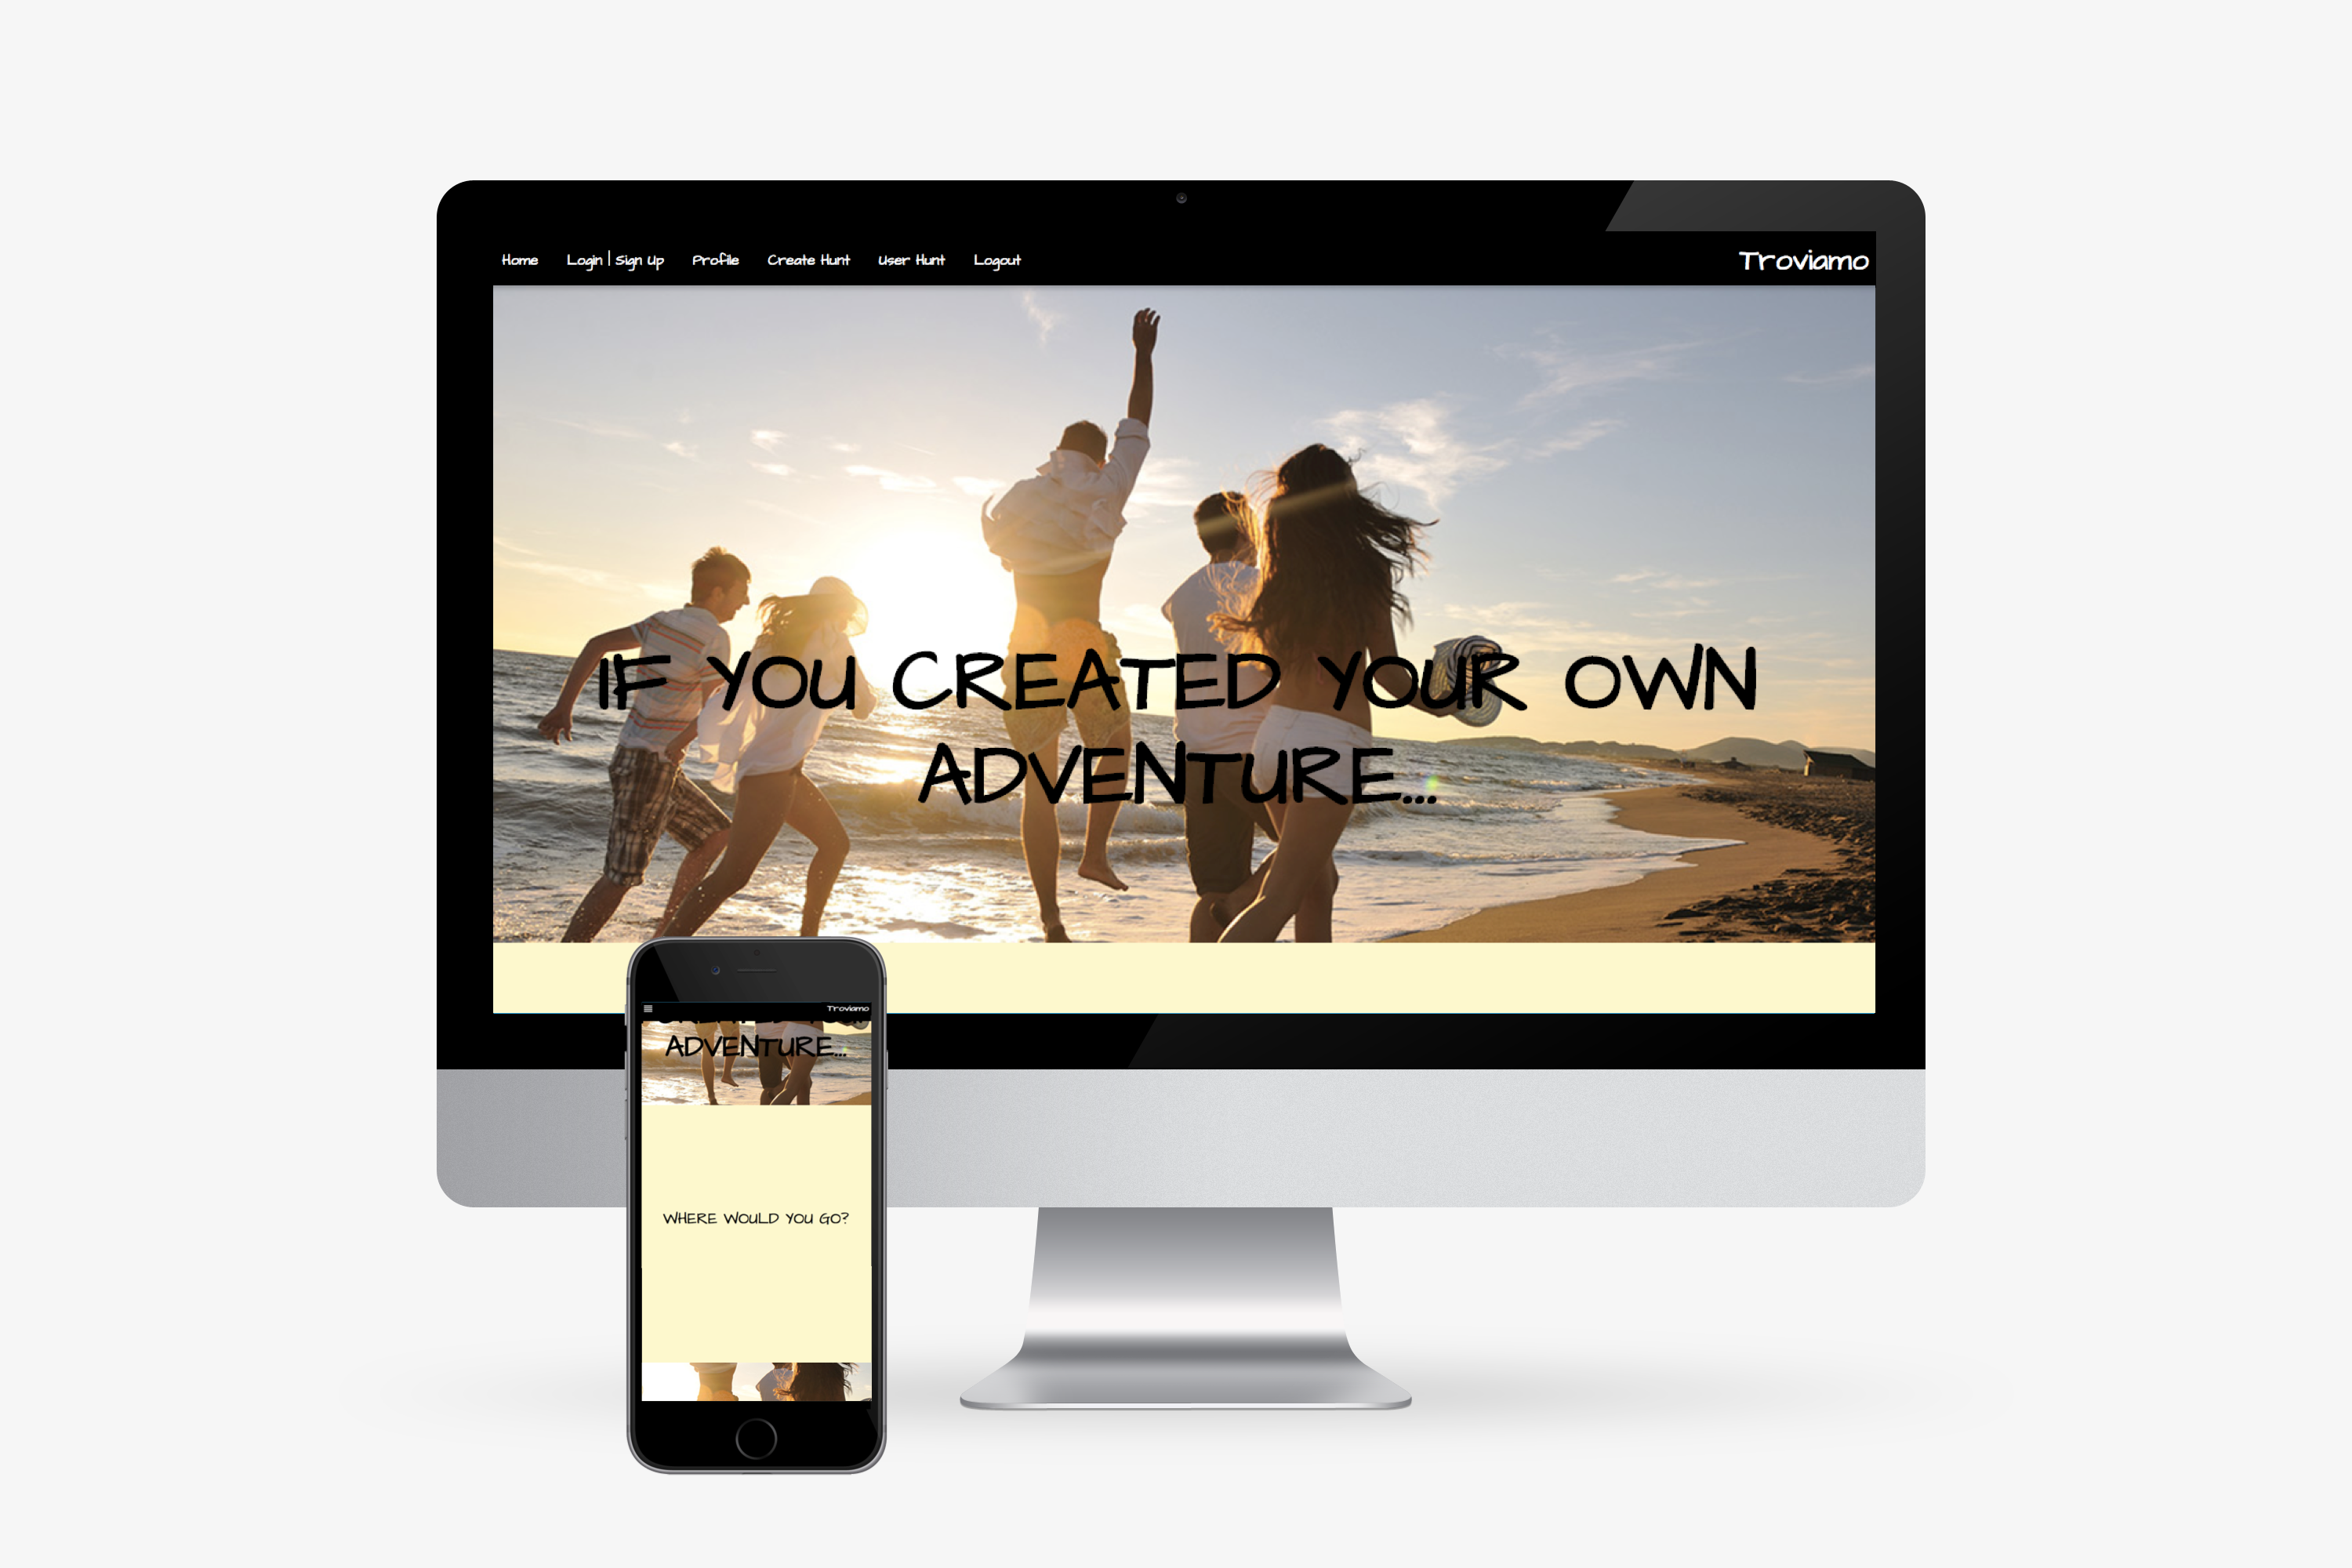 Home Login | Sign Up Profile Create Hunt User Hunt Logout Troviamo
IF YOU CREATED YOUR OWN
ADVENTURE...
Troviamo
ADVENTURE...
WHERE WOULD YOU GO?